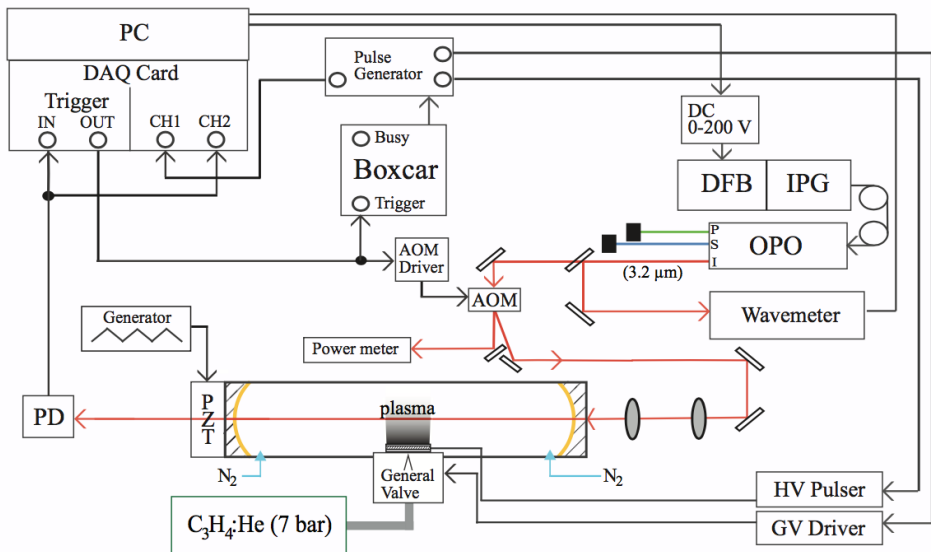 PC
DAQ Card
Trigger
IN OUT CH1 CH2
Pulse
Generator
Busy
Boxcar
Trigger
DC
0-200 V
DFB IPG
P
S
I
OPO
(3.2 µm)
AOM
Driver
AOM
Wavemeter
Generator
Power meter
PD
P
Z
T
plasma
N₂
General
Valve
N₂
HV Pulser
GV Driver
C₃H₄:He (7 bar)